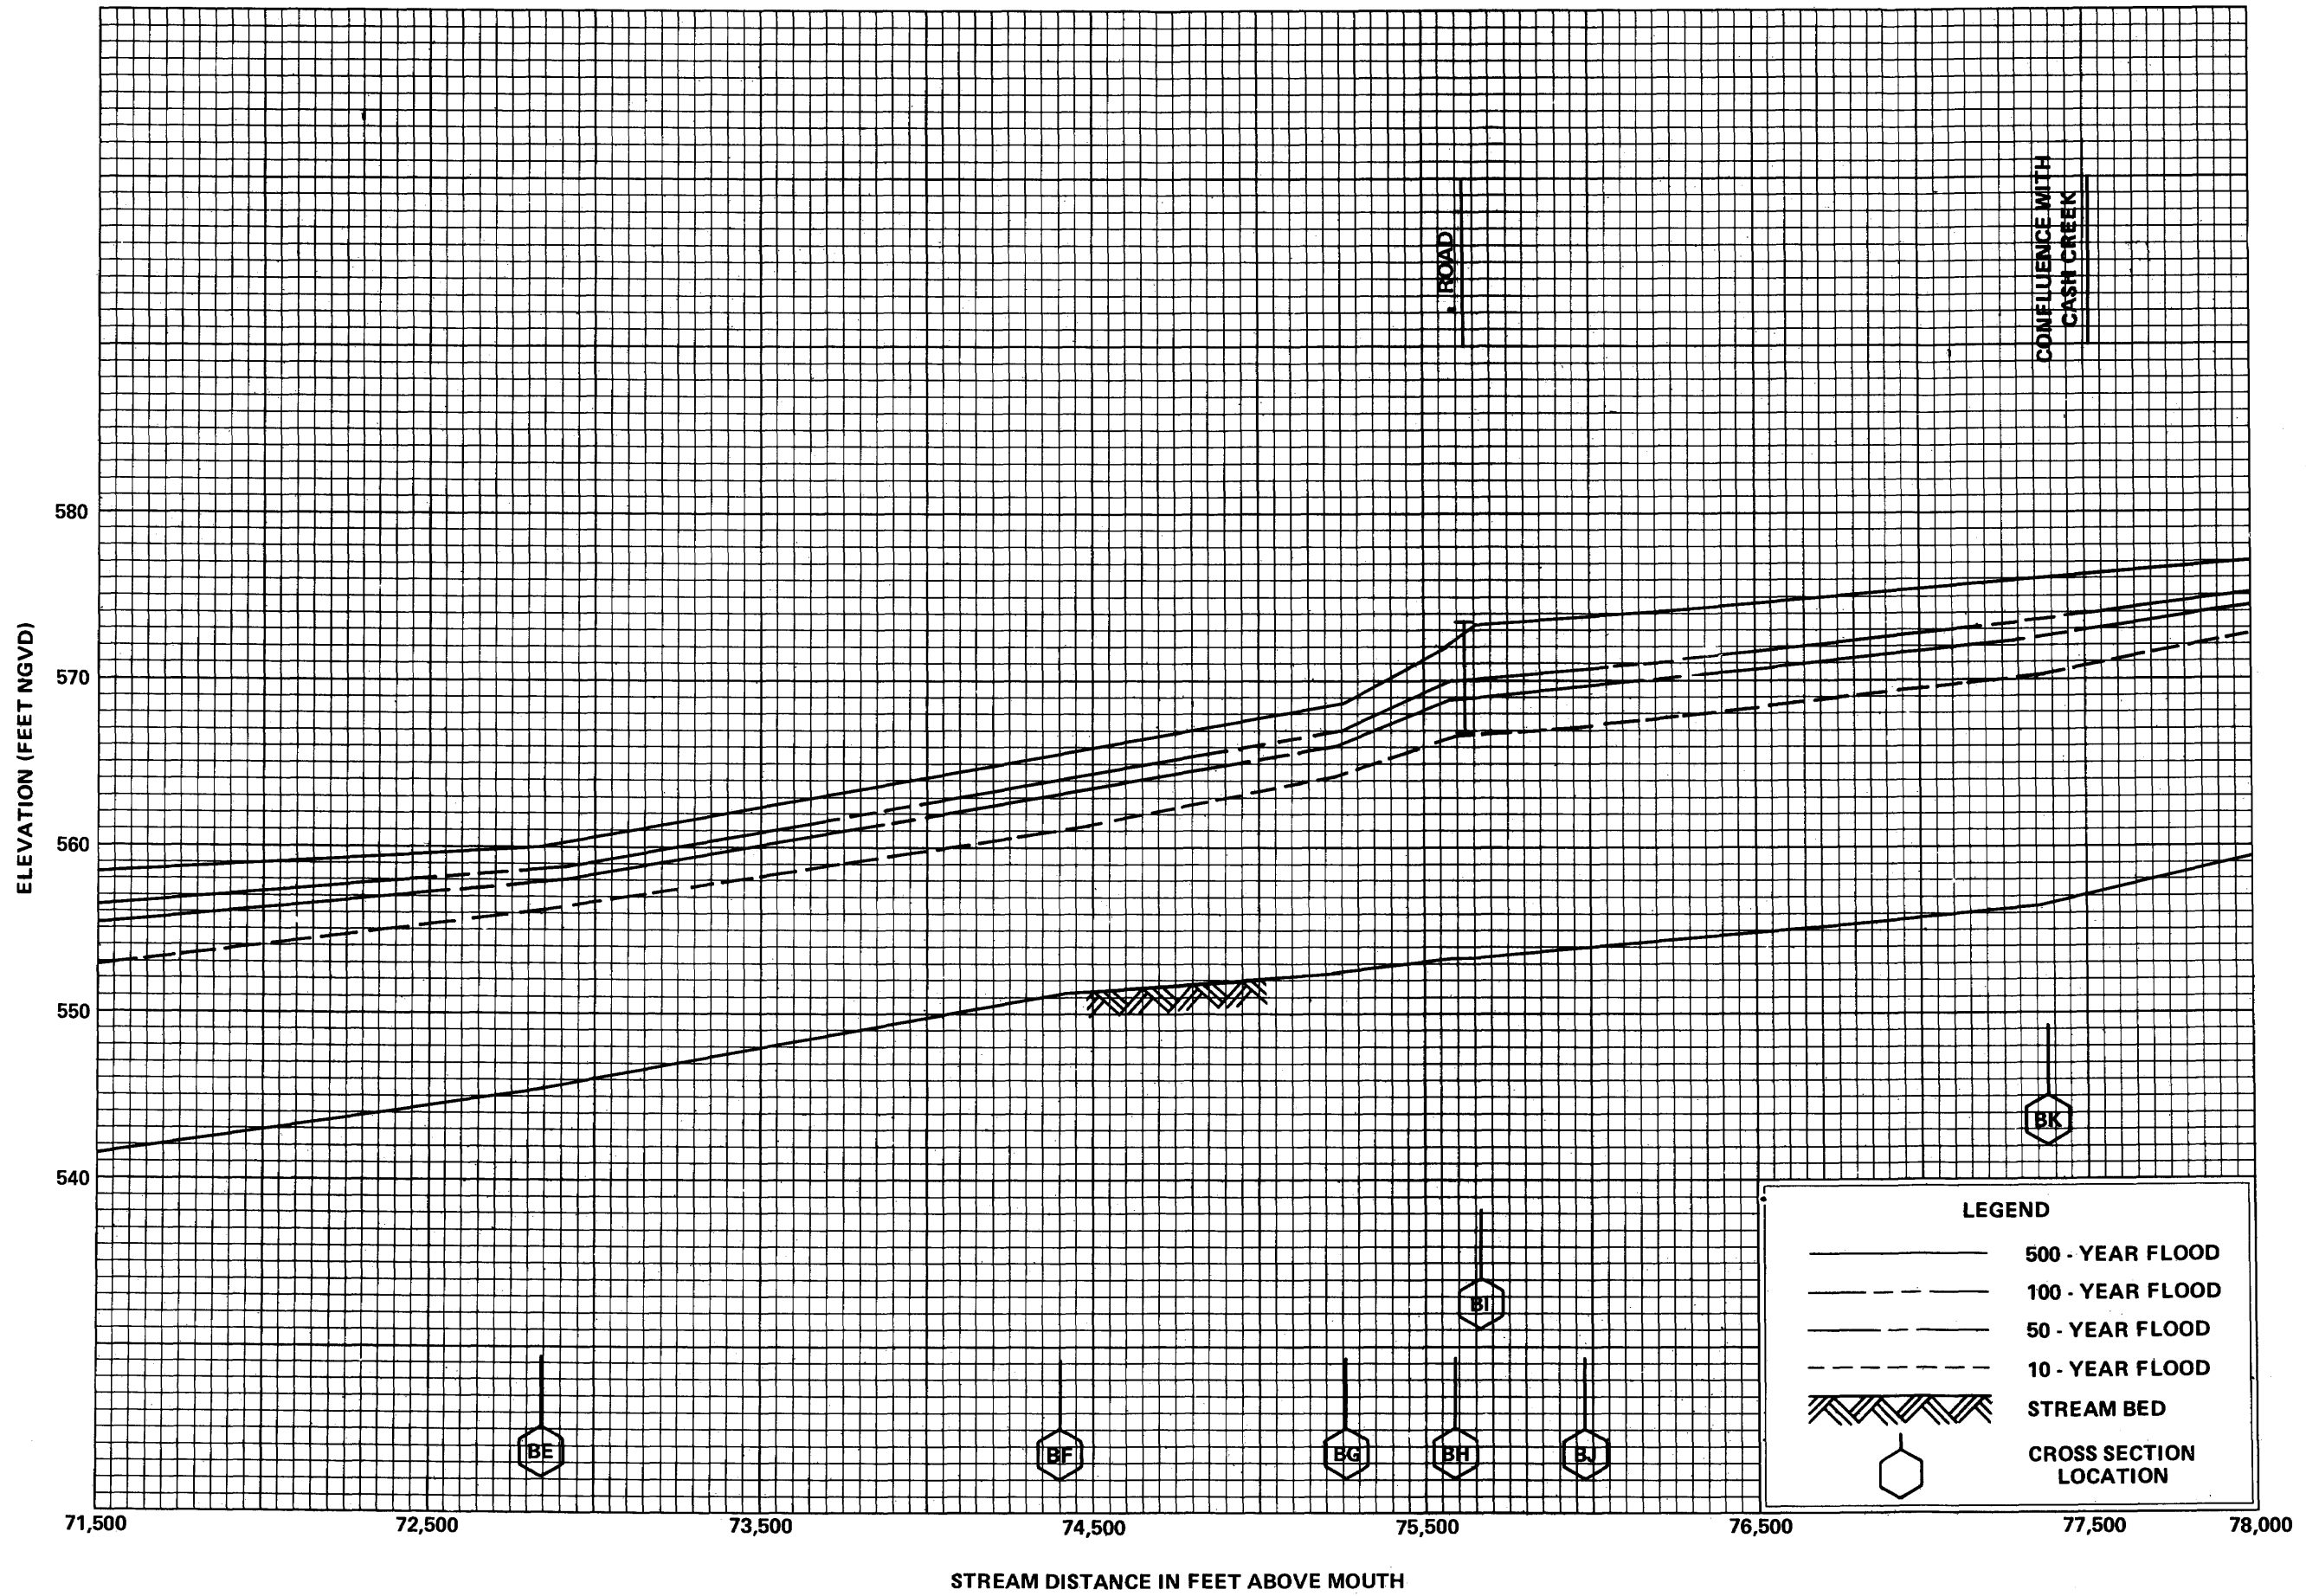 ROAD
CONFLUENCE WITH
CASH CREEK
ELEVATION (FEET NGVD)
580
570
560
550
540
BK
BI
BE
BF
BG
BH
BJ
LEGEND
500 - YEAR FLOOD
100 - YEAR FLOOD
50 - YEAR FLOOD
10 - YEAR FLOOD
STREAM BED
CROSS SECTION
LOCATION
71,500
72,500
73,500
74,500
75,500
76,500
77,500
78,000
STREAM DISTANCE IN FEET ABOVE MOUTH